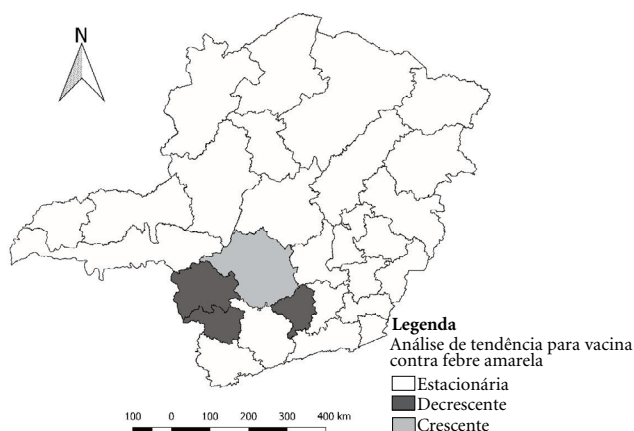 N
Legenda
Análise de tendência para vacina
contra febre amarela
Estacionária
Decrescente
Crescente
100 0 100 200 300 400 km